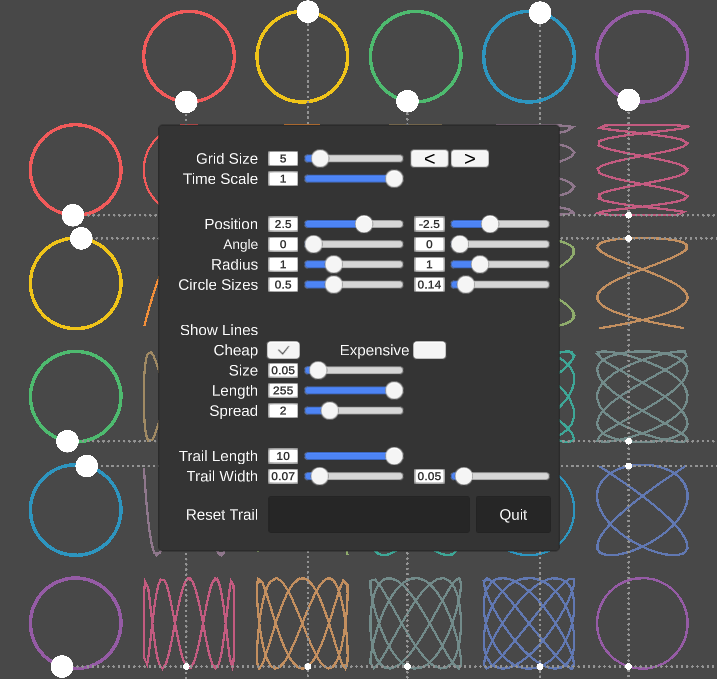 Grid Size 5 < >
Time Scale 1
Position 2.5 -2.5
Angle 0 0
Radius 1 1
Circle Sizes 0.5 0.14
Show Lines
Cheap Expensive
Size 0.05
Length 255
Spread 2
Trail Length 10
Trail Width 0.07 0.05
Reset Trail Quit